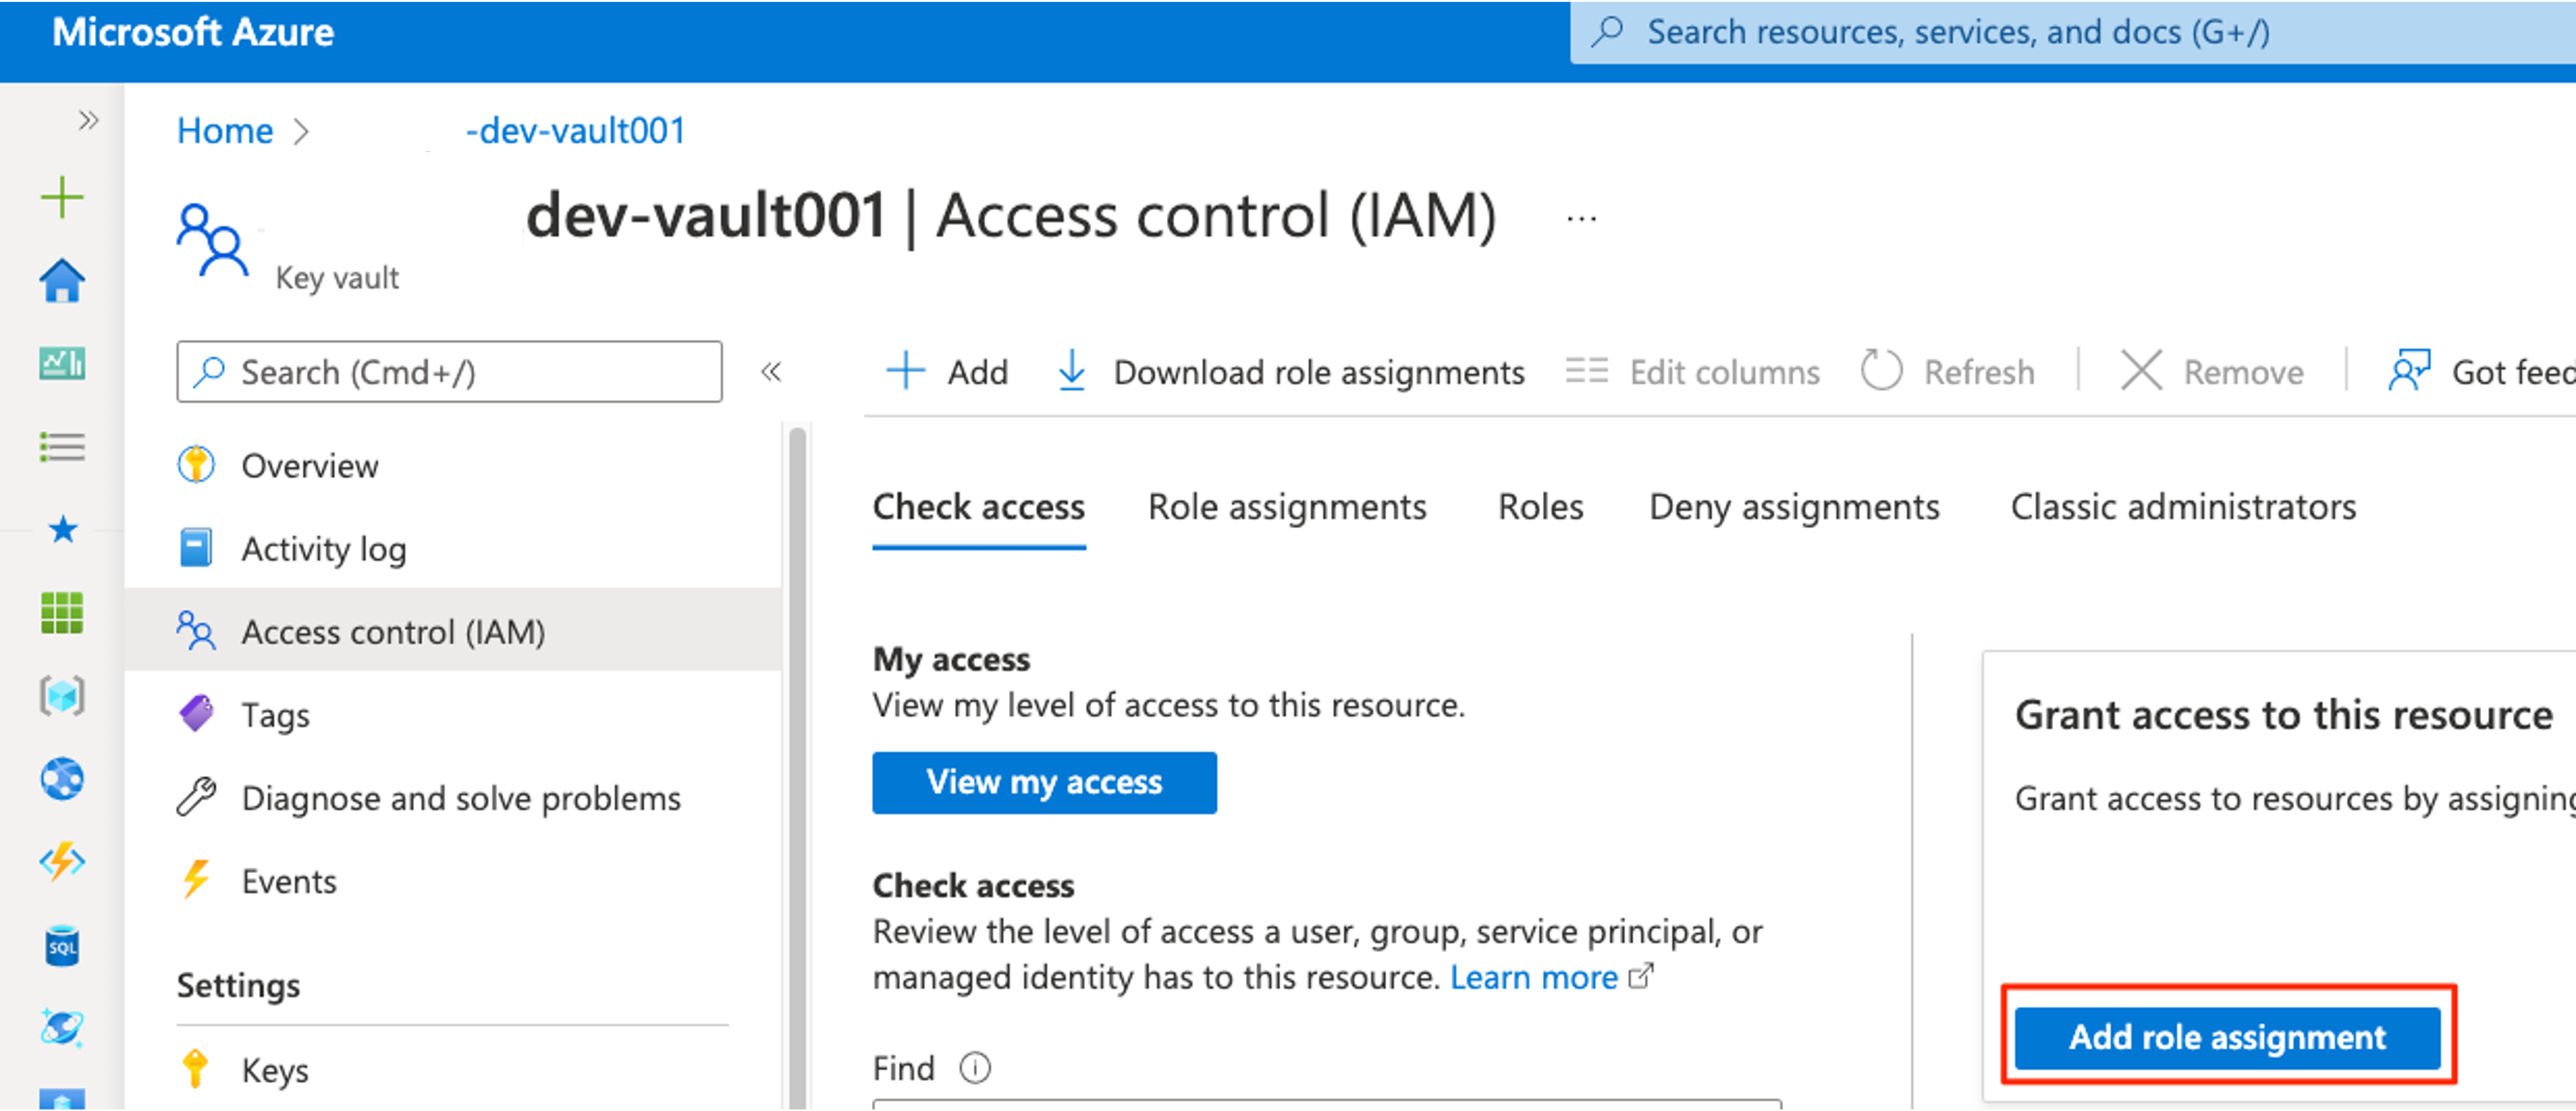 Microsoft Azure
Search resources, services, and docs (G+/)
Home
-dev-vault001
dev-vault001 | Access control (IAM) ...
Key vault
Search (Cmd+/)
Add
Download role assignments
Edit columns
Refresh
Remove
Got feed
Overview
Activity log
Access control (IAM)
Tags
Diagnose and solve problems
Events
Settings
Keys
Check access
Role assignments
Roles
Deny assignments
Classic administrators
My access
View my level of access to this resource.
View my access
Check access
Review the level of access a user, group, service principal, or
managed identity has to this resource. Learn more
Find
Grant access to this resource
Grant access to resources by assigning
Add role assignment
SQL